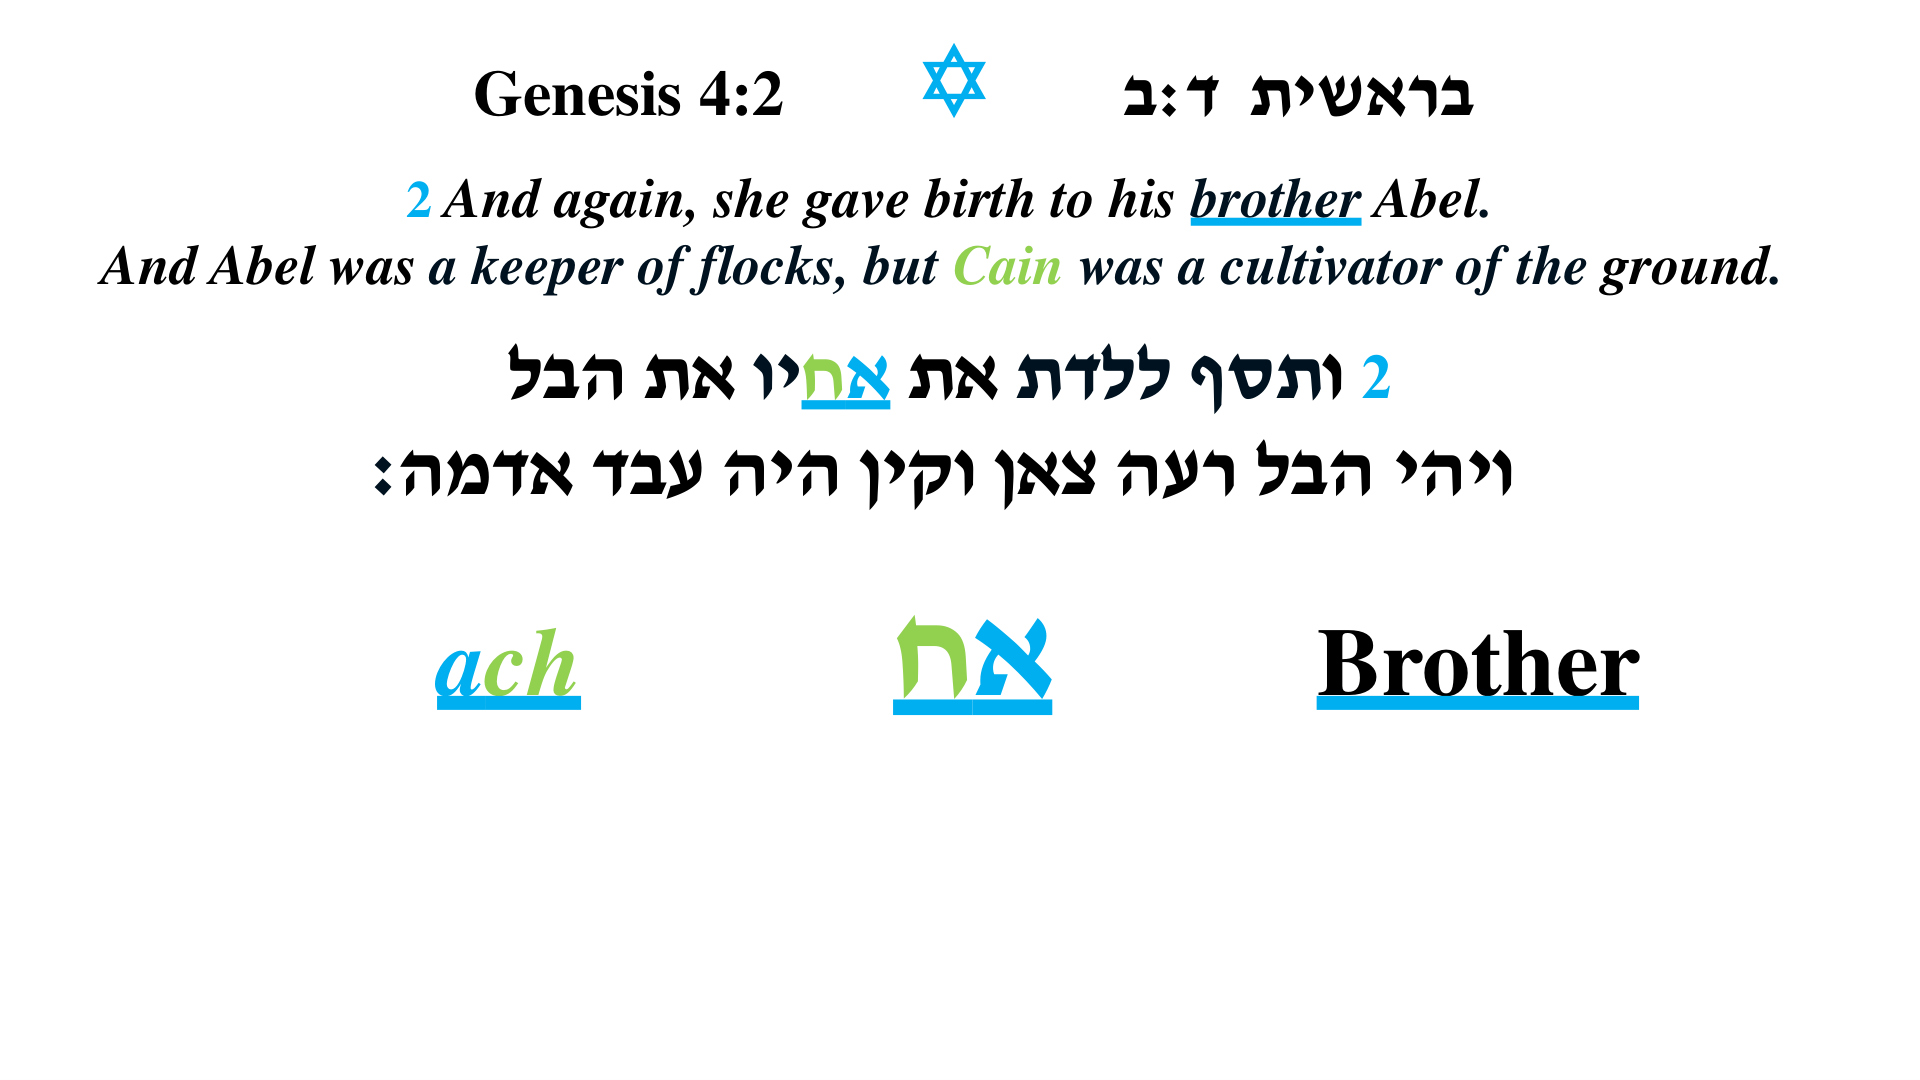 Genesis 4:2 ✡ בראשית ד:ב
2 And again, she gave birth to his brother Abel.
And Abel was a keeper of flocks, but Cain was a cultivator of the ground.
2 ותסף ללדת את אחיו את הבל
ויהי הבל רעה צאן וקין היה עבד אדמה:
ach אח Brother